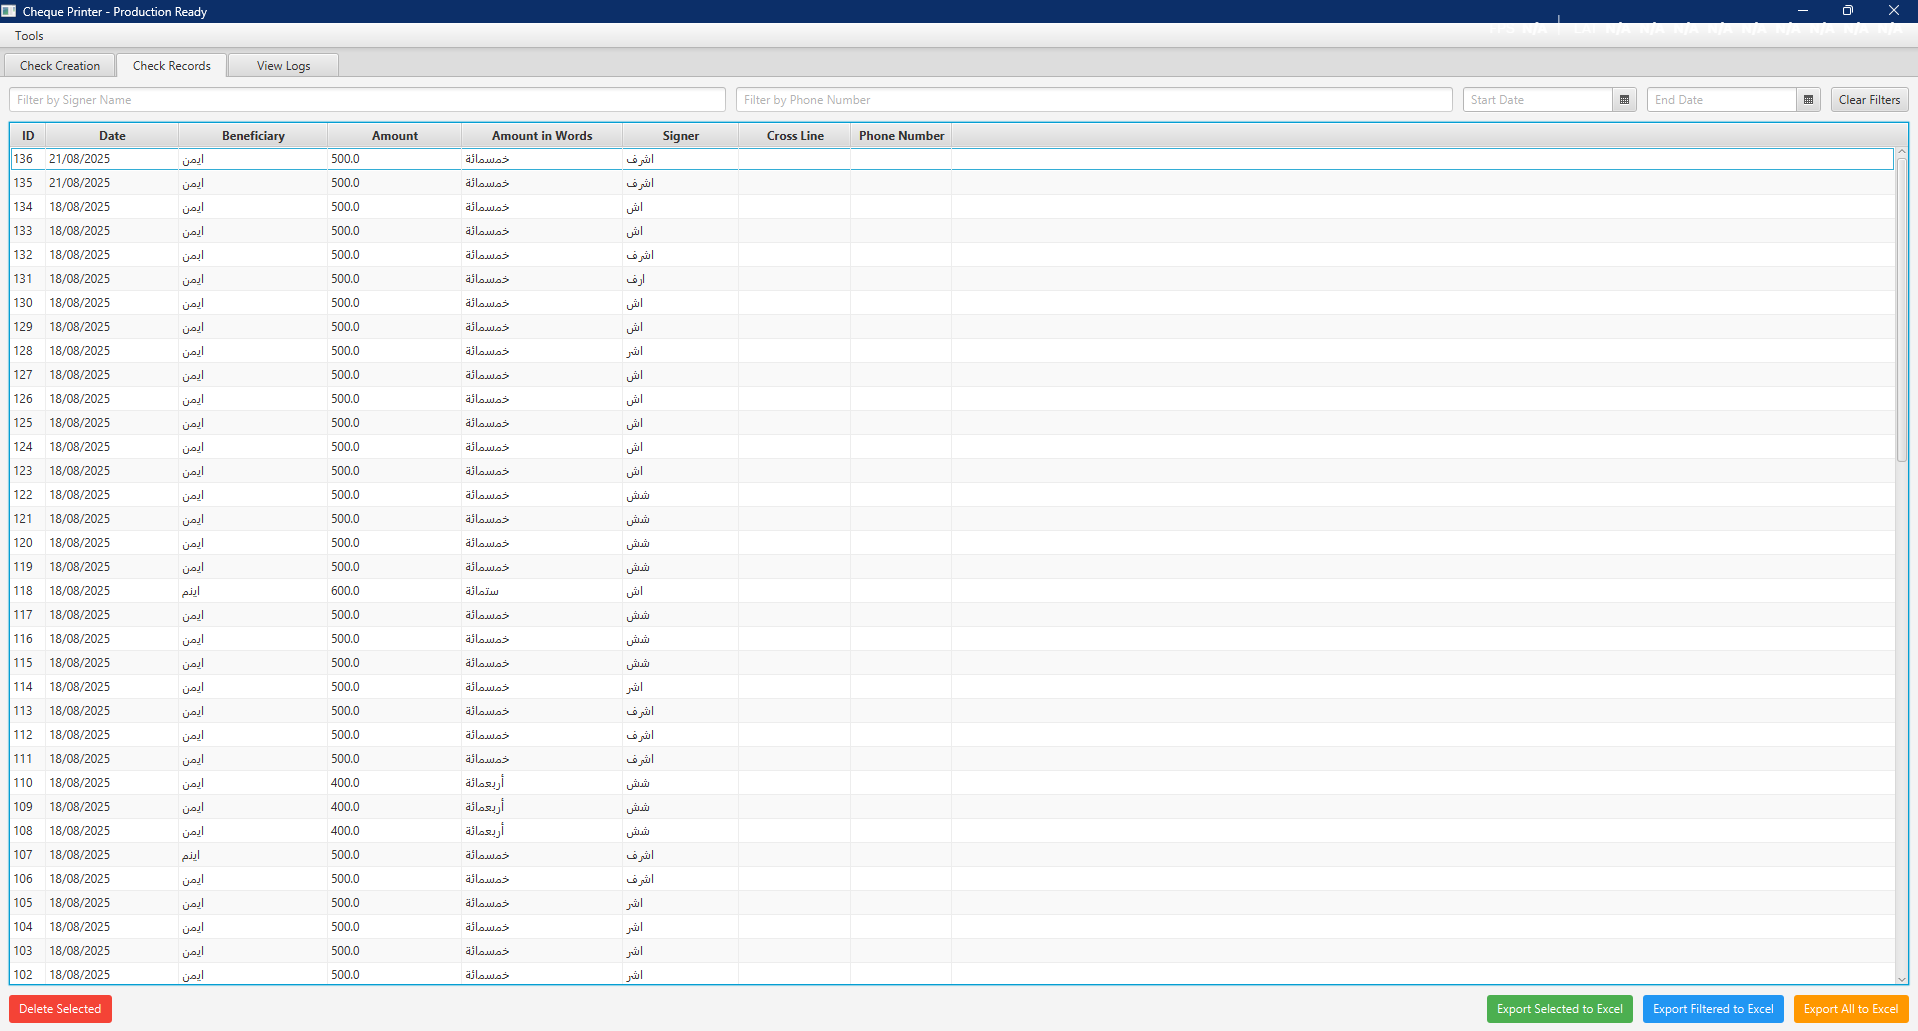 Cheque Printer - Production Ready
Tools
Check Creation Check Records View Logs
Filter by Signer Name Filter by Phone Number Start Date End Date Clear Filters
ID Date Beneficiary Amount Amount in Words Signer Cross Line Phone Number
136 21/08/2025 ايمن 500.0 خمسمائة اشرف
135 21/08/2025 ايمن 500.0 خمسمائة اشرف
134 18/08/2025 ايمن 500.0 خمسمائة اش
133 18/08/2025 ايمن 500.0 خمسمائة اش
132 18/08/2025 ايمن 500.0 خمسمائة اشرف
131 18/08/2025 ايمن 500.0 خمسمائة ارف
130 18/08/2025 ايمن 500.0 خمسمائة اش
129 18/08/2025 ايمن 500.0 خمسمائة اش
128 18/08/2025 ايمن 500.0 خمسمائة اشر
127 18/08/2025 ايمن 500.0 خمسمائة اش
126 18/08/2025 ايمن 500.0 خمسمائة اش
125 18/08/2025 ايمن 500.0 خمسمائة اش
124 18/08/2025 ايمن 500.0 خمسمائة اش
123 18/08/2025 ايمن 500.0 خمسمائة اش
122 18/08/2025 ايمن 500.0 خمسمائة شش
121 18/08/2025 ايمن 500.0 خمسمائة شش
120 18/08/2025 ايمن 500.0 خمسمائة شش
119 18/08/2025 ايمن 500.0 خمسمائة شش
118 18/08/2025 اينم 600.0 ستمائة اش
117 18/08/2025 ايمن 500.0 خمسمائة شش
116 18/08/2025 ايمن 500.0 خمسمائة شش
115 18/08/2025 ايمن 500.0 خمسمائة شش
114 18/08/2025 ايمن 500.0 خمسمائة اشر
113 18/08/2025 ايمن 500.0 خمسمائة اشرف
112 18/08/2025 ايمن 500.0 خمسمائة اشرف
111 18/08/2025 ايمن 500.0 خمسمائة اشرف
110 18/08/2025 ايمن 400.0 أربعمائة شش
109 18/08/2025 ايمن 400.0 أربعمائة شش
108 18/08/2025 ايمن 400.0 أربعمائة شش
107 18/08/2025 اينم 500.0 خمسمائة اشرف
106 18/08/2025 ايمن 500.0 خمسمائة اشرف
105 18/08/2025 ايمن 500.0 خمسمائة اشر
104 18/08/2025 ايمن 500.0 خمسمائة اشر
103 18/08/2025 ايمن 500.0 خمسمائة اشر
102 18/08/2025 ايمن 500.0 خمسمائة اشر
Delete Selected Export Selected to Excel Export Filtered to Excel Export All to Excel